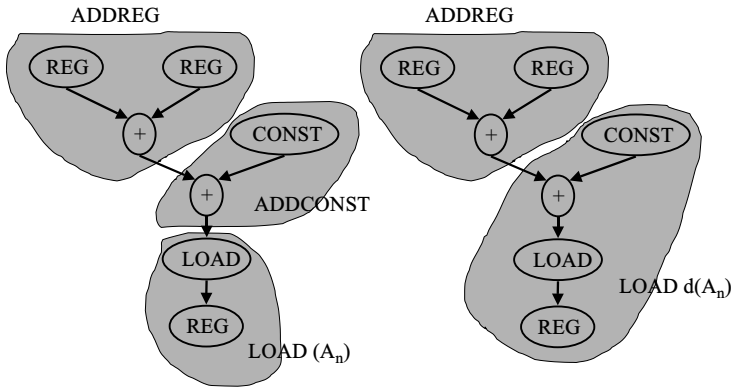 ADDREG
REG
REG
+
CONST
+
ADDCONST
LOAD
REG
LOAD (An)
ADDREG
REG
REG
+
CONST
+
LOAD
LOAD d(An)
REG